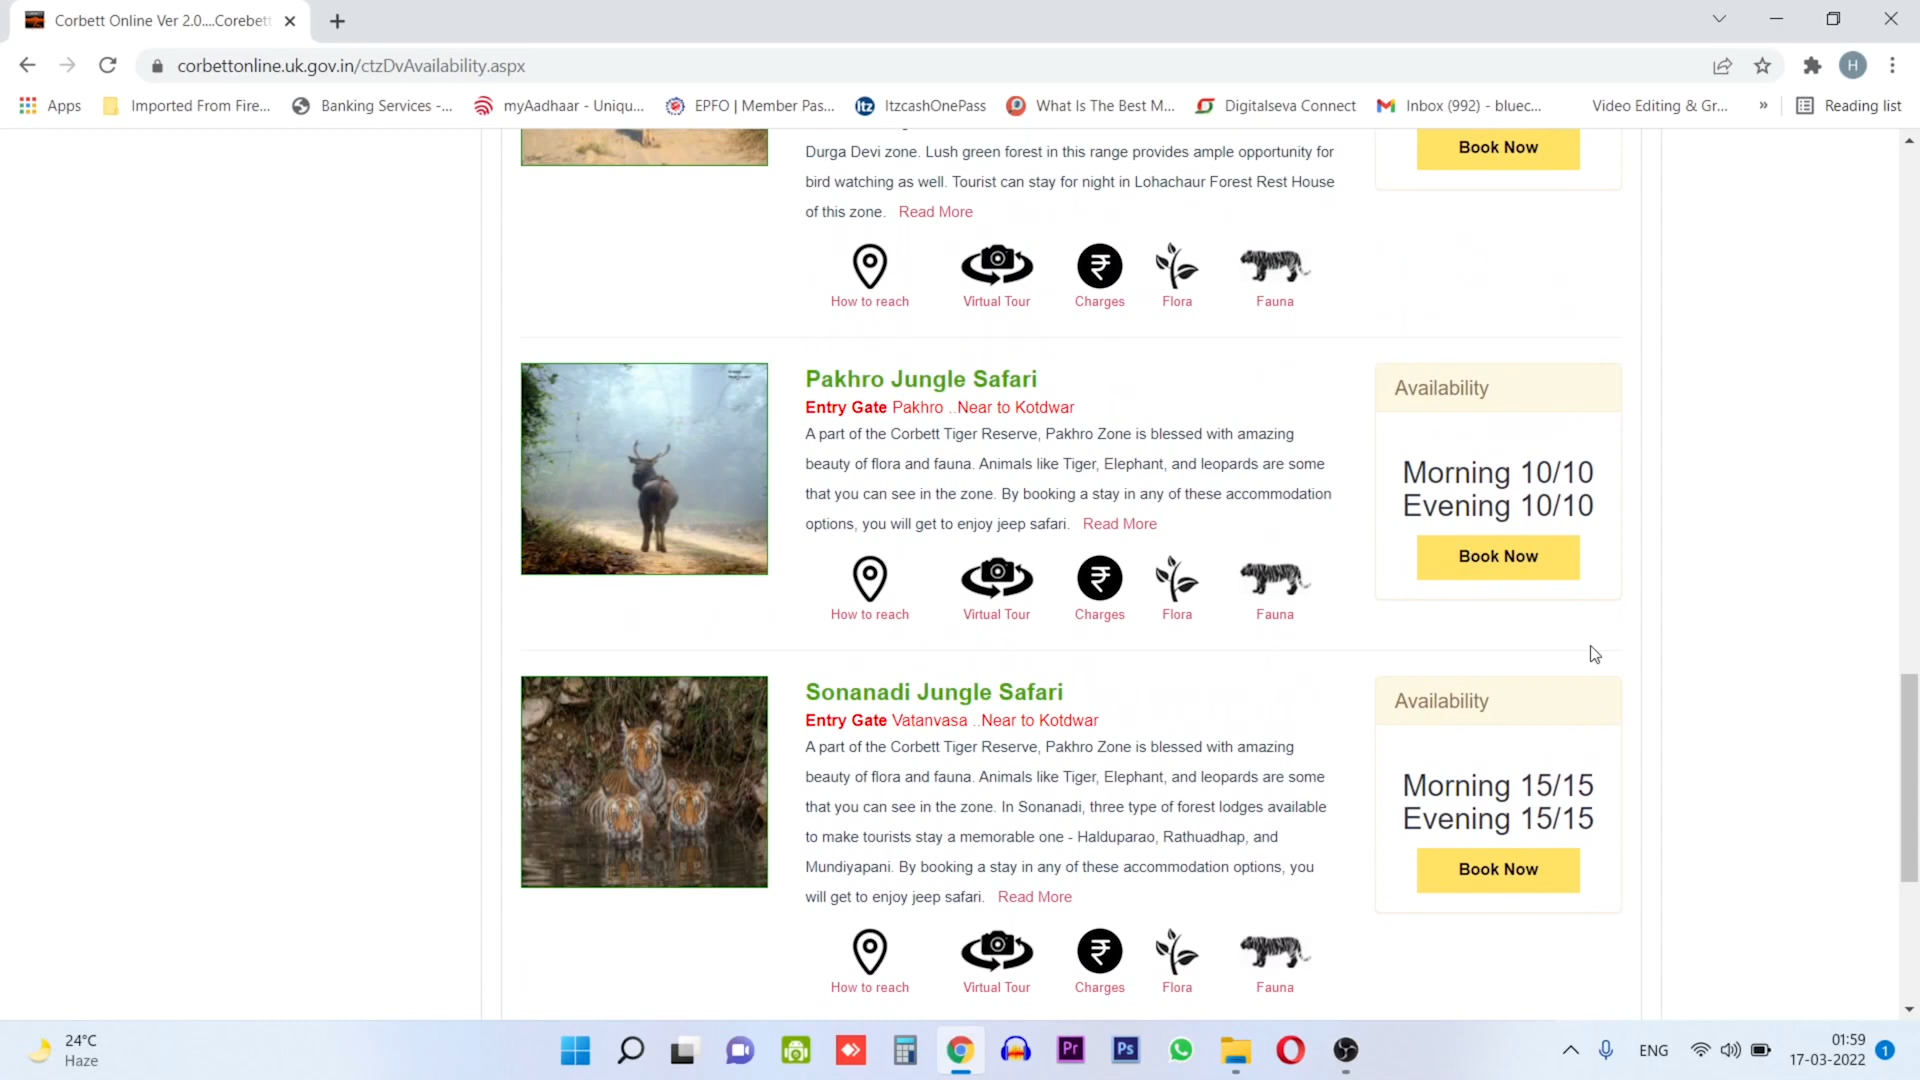 Corbett Online Ver 2.0....Corebett
corbettonline.uk.gov.in/ctzDvAvailability.aspx
H
Apps
Imported From Fire...
Banking Services -...
myAadhaar - Uniqu...
EPFO | Member Pas...
ItzcashOnePass
What Is The Best M...
Digitalseva Connect
Inbox (992) - bluec...
Video Editing & Gr...
»
Reading list
Durga Devi zone. Lush green forest in this range provides ample opportunity for
bird watching as well. Tourist can stay for night in Lohachaur Forest Rest House
of this zone. Read More
Book Now
How to reach
Virtual Tour
Charges
Flora
Fauna
Pakhro Jungle Safari
Entry Gate Pakhro ..Near to Kotdwar
A part of the Corbett Tiger Reserve, Pakhro Zone is blessed with amazing
beauty of flora and fauna. Animals like Tiger, Elephant, and leopards are some
that you can see in the zone. By booking a stay in any of these accommodation
options, you will get to enjoy jeep safari. Read More
Availability
Morning 10/10
Evening 10/10
Book Now
How to reach
Virtual Tour
Charges
Flora
Fauna
Sonanadi Jungle Safari
Entry Gate Vatanvasa ..Near to Kotdwar
A part of the Corbett Tiger Reserve, Pakhro Zone is blessed with amazing
beauty of flora and fauna. Animals like Tiger, Elephant, and leopards are some
that you can see in the zone. In Sonanadi, three type of forest lodges available
to make tourists stay a memorable one - Halduparao, Rathuadhap, and
Mundiyapani. By booking a stay in any of these accommodation options, you
will get to enjoy jeep safari. Read More
Availability
Morning 15/15
Evening 15/15
Book Now
How to reach
Virtual Tour
Charges
Flora
Fauna
24°C
Haze
Pr
Ps
ENG
01:59
17-03-2022
1